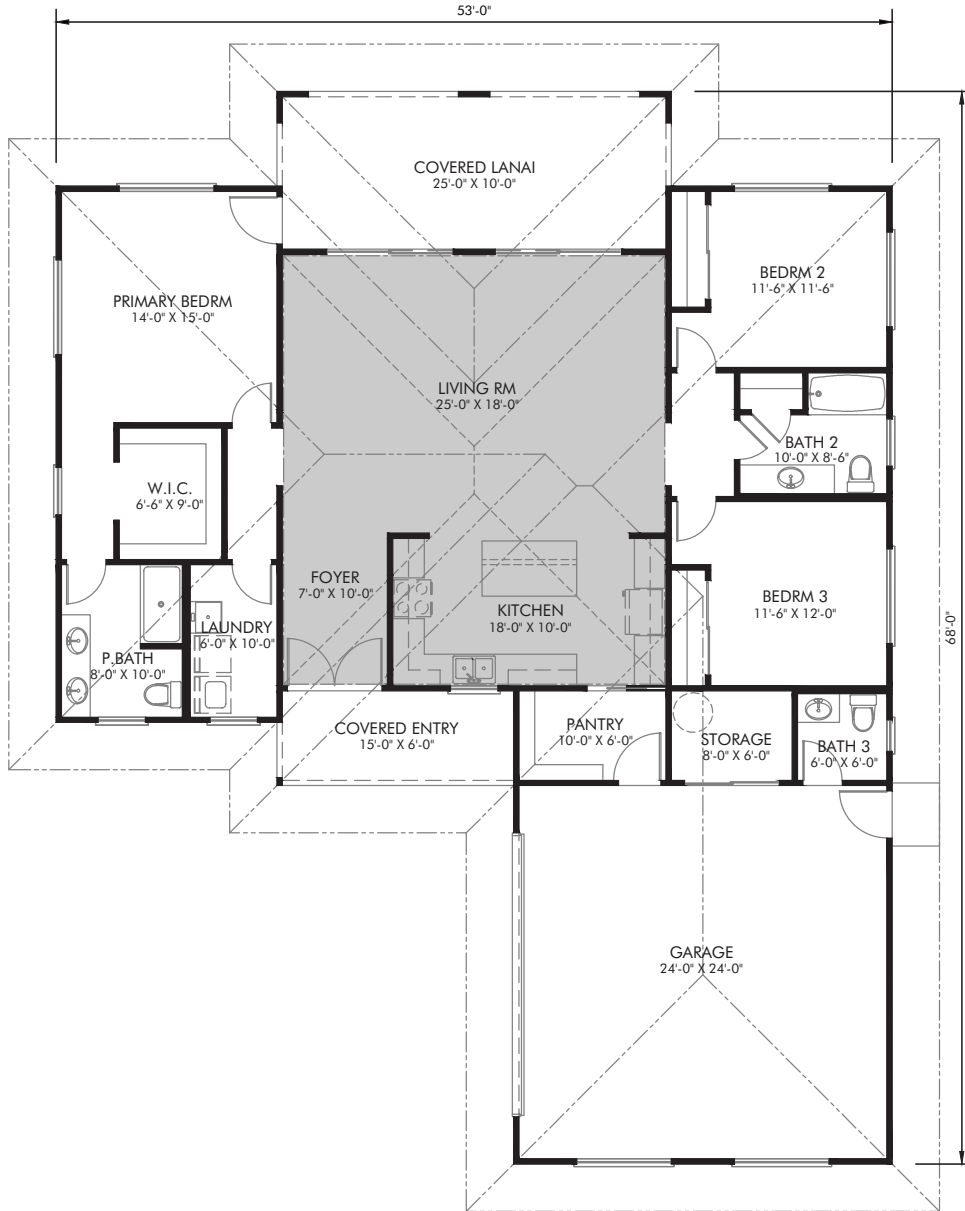 53'-0"
COVERED LANAI
25'-0" X 10'-0"
PRIMARY BEDRM
14'-0" X 15'-0"
BEDRM 2
11'-6" X 11'-6"
LIVING RM
25'-0" X 18'-0"
BATH 2
10'-0" X 8'-6"
W.I.C.
6'-6" X 9'-0"
FOYER
7'-0" X 10'-0"
KITCHEN
18'-0" X 10'-0"
BEDRM 3
11'-6" X 12'-0"
68'-0"
LAUNDRY
6'-0" X 10'-0"
P.BATH
8'-0" X 10'-0"
COVERED ENTRY
15'-0" X 6'-0"
PANTRY
10'-0" X 6'-0"
STORAGE
8'-0" X 6'-0"
BATH 3
6'-0" X 6'-0"
GARAGE
24'-0" X 24'-0"